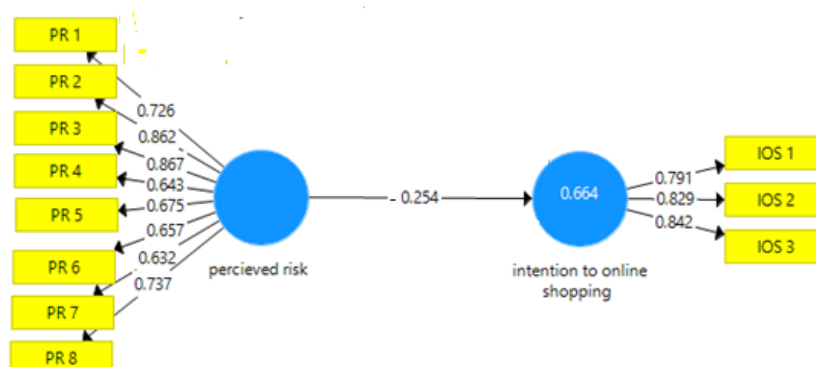 PR 1
PR 2
PR 3
PR 4
PR 5
PR 6
PR 7
PR 8
0.726
0.862
0.867
0.643
0.675
0.657
0.632
0.737
percieved risk
- 0.254
0.664
intention to online
shopping
0.791
0.829
0.842
IOS 1
IOS 2
IOS 3